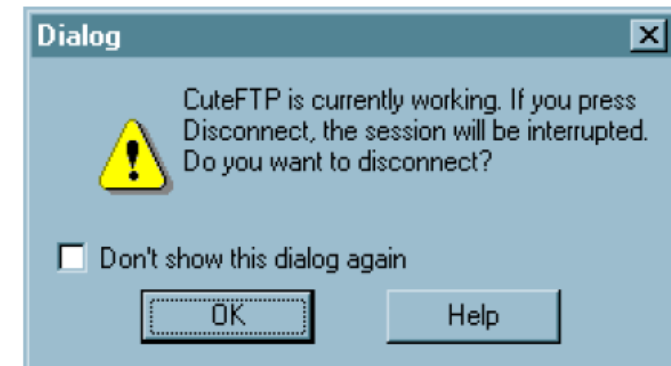 Dialog
CuteFTP is currently working. If you press
Disconnect, the session will be interrupted.
Do you want to disconnect?
Don't show this dialog again
OK
Help